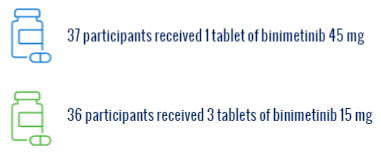 37 participants received 1 tablet of binimetinib 45 mg
36 participants received 3 tablets of binimetinib 15 mg